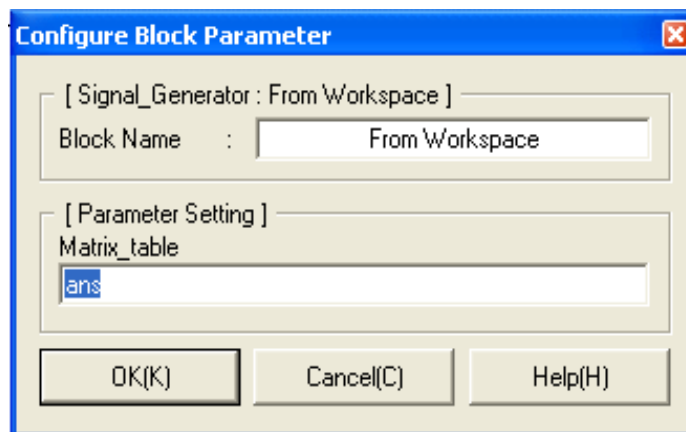 Configure Block Parameter
[ Signal_Generator : From Workspace ]
Block Name : From Workspace
[ Parameter Setting ]
Matrix_table
ans
OK(K) Cancel(C) Help(H)